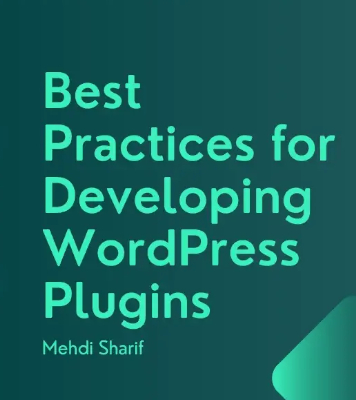 Best
Practices for
Developing
WordPress
Plugins
Mehdi Sharif